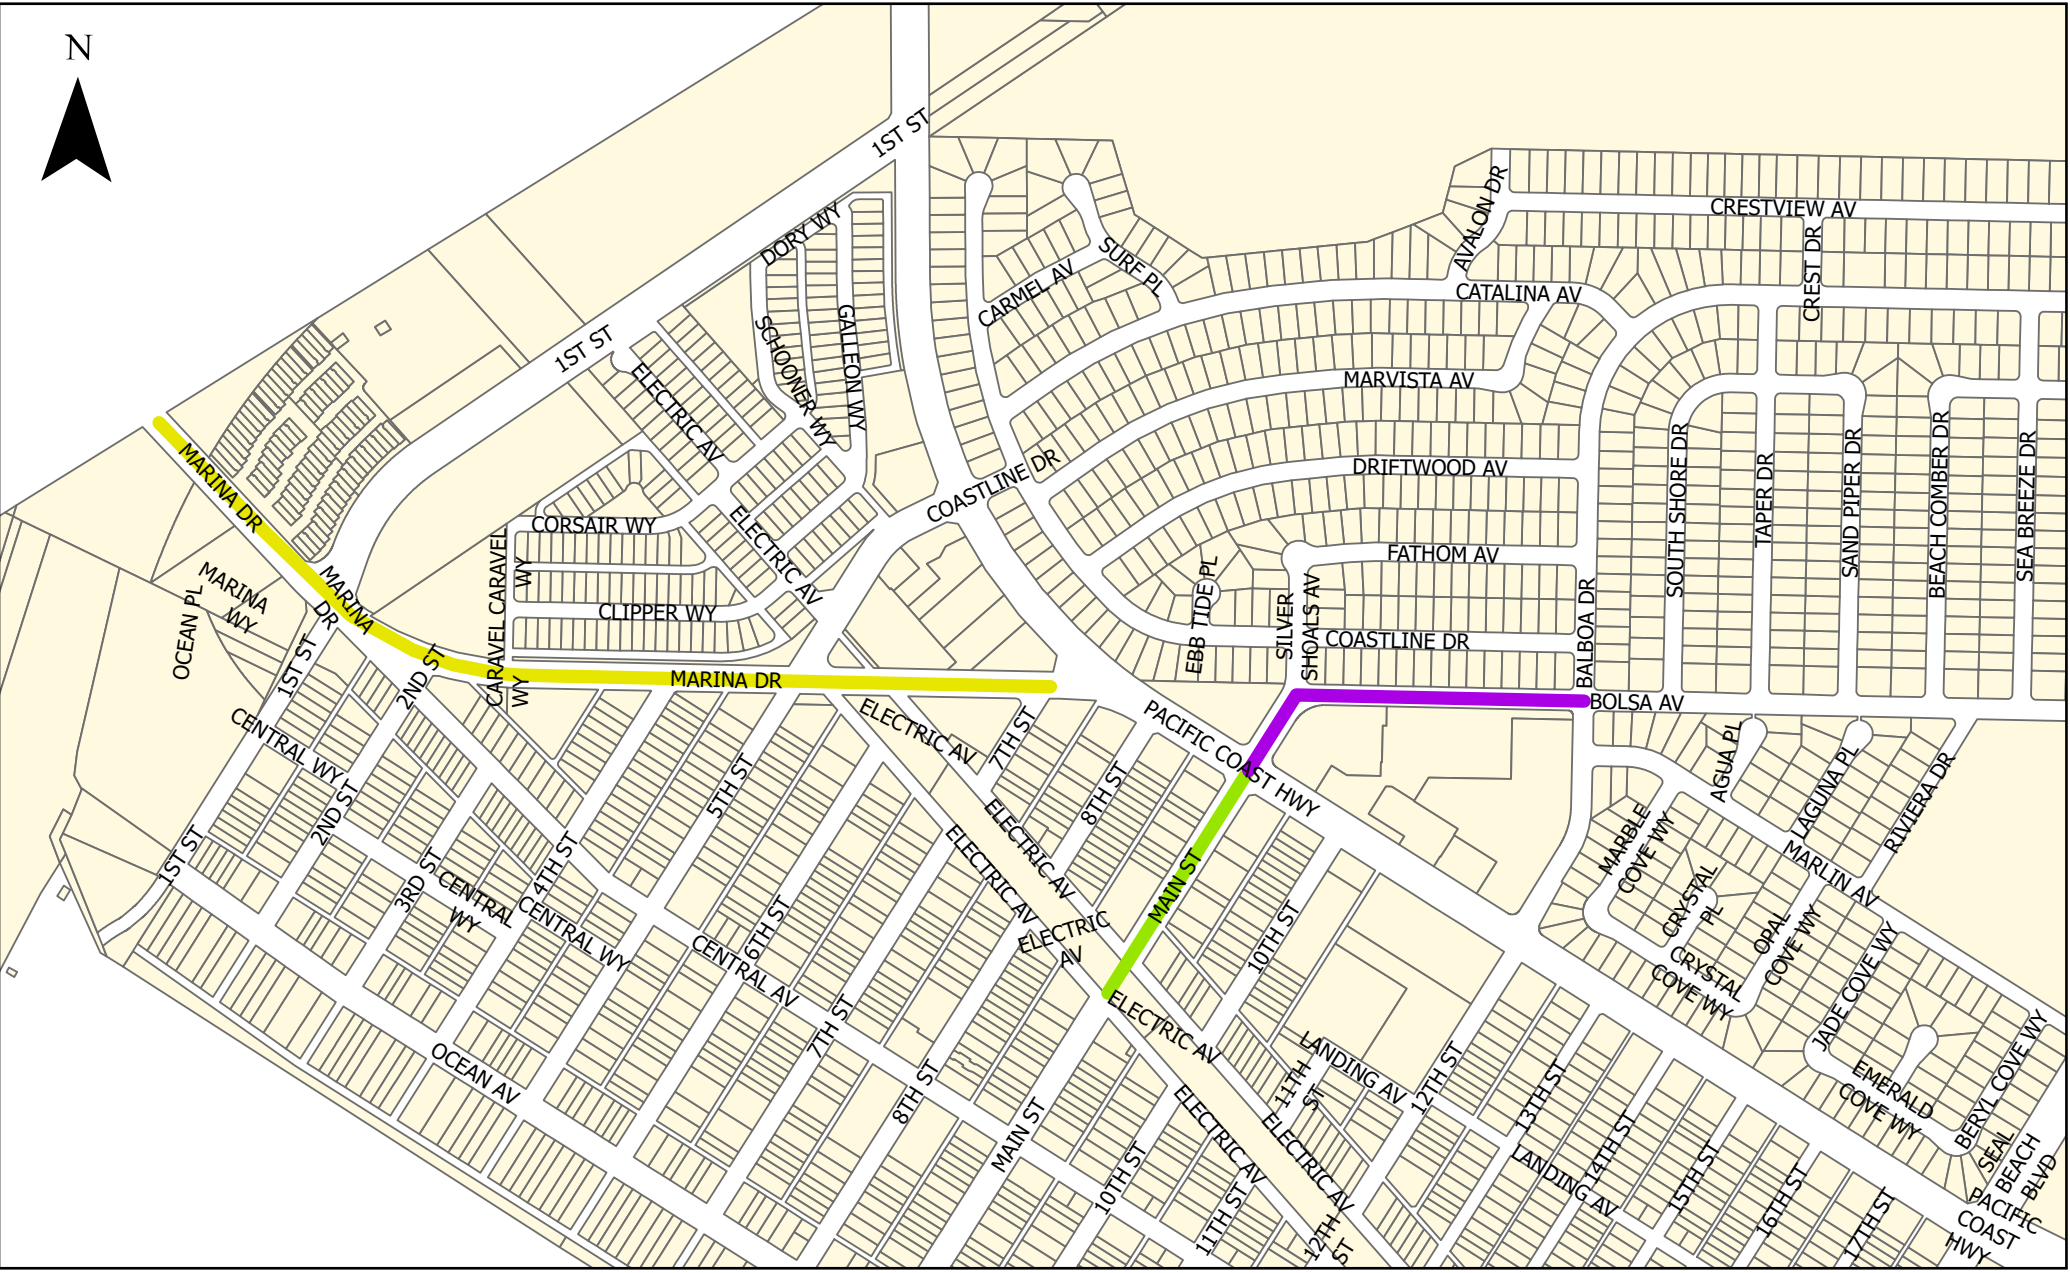 N
1ST ST
DORY WY
SURF PL
CARMEL AV
AVALON DR
CRESTVIEW AV
CREST DR
CATALINA AV
1ST ST
SCHOONER WY
GALLEON WY
ELECTRIC AV
MARVISTA AV
MARINA DR
COASTLINE DR
DRIFTWOOD AV
SOUTH SHORE DR
TAPER DR
SAND PIPER DR
BEACH COMBER DR
SEA BREEZE DR
CORSAIR WY
ELECTRIC AV
CARAVEL
WY
FATHOM AV
MARINA
WY
OCEAN PL
MARINA
DR
CLIPPER WY
EBB TIDE PL
SILVER
SHOALS AV
COASTLINE DR
BALBOA DR
1ST ST
2ND ST
CARAVEL
WY
MARINA DR
BOLSA AV
CENTRAL WY
ELECTRIC AV
7TH ST
PACIFIC COAST HWY
AGUA PL
LAGUNA PL
RIVIERA DR
2ND ST
5TH ST
8TH ST
ELECTRIC AV
MARBLE
COVE WY
MARLIN AV
1ST ST
3RD ST
CENTRAL
WY
4TH ST
CENTRAL WY
6TH ST
CENTRAL AV
ELECTRIC AV
ELECTRIC
AV
MAIN ST
10TH ST
CRYSTAL
PL
CRYSTAL
COVE WY
OPAL
COVE WY
JADE COVE WY
OCEAN AV
7TH ST
8TH ST
ELECTRIC AV
MAIN ST
LANDING AV
11TH
ST
12TH ST
13TH ST
EMERALD
COVE WY
BERYL COVE WY
ELECTRIC AV
ELECTRIC AV
10TH ST
11TH ST
12TH
ST
LANDING AV
14TH ST
15TH ST
16TH ST
17TH ST
SEAL
BEACH
BLVD
PACIFIC
COAST
HWY